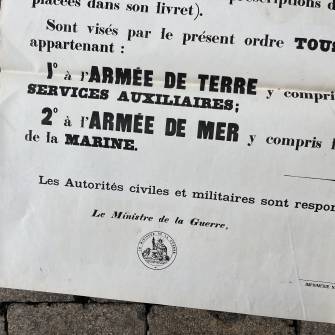 placées dans son livret).
Sont visés par le présent ordre TOUS
appartenant :
1° à l'ARMÉE DE TERRE y compri
SERVICES AUXILIAIRES;
2° à l'ARMÉE DE MER y compris
de la MARINE.
Les Autorités civiles et militaires sont respon
Le Ministre de la Guerre,